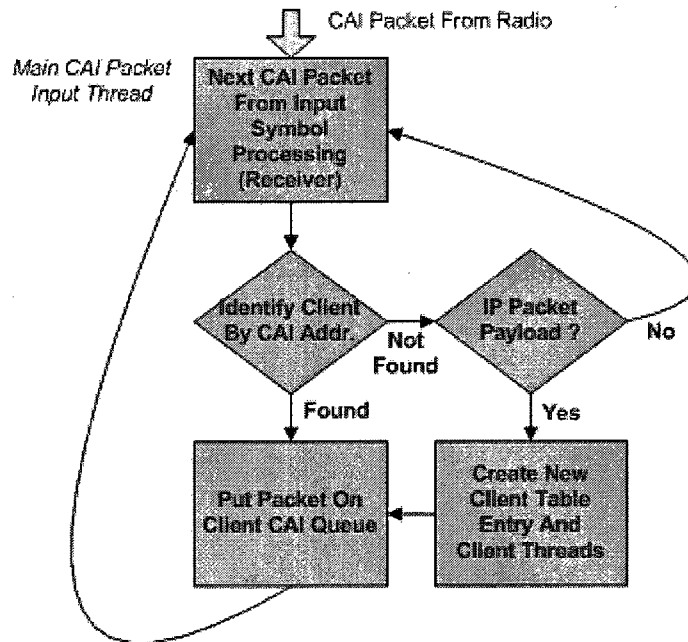 CAI Packet From Radio
Main CAI Packet
Input Thread
Next CAI Packet
From Input
Symbol
Processing
(Receiver)
Identify Client
By CAI Addr.
Not
Found
IP Packet
Payload ?
No
Found
Yes
Put Packet On
Client CAI Queue
Create New
Client Table
Entry And
Client Threads